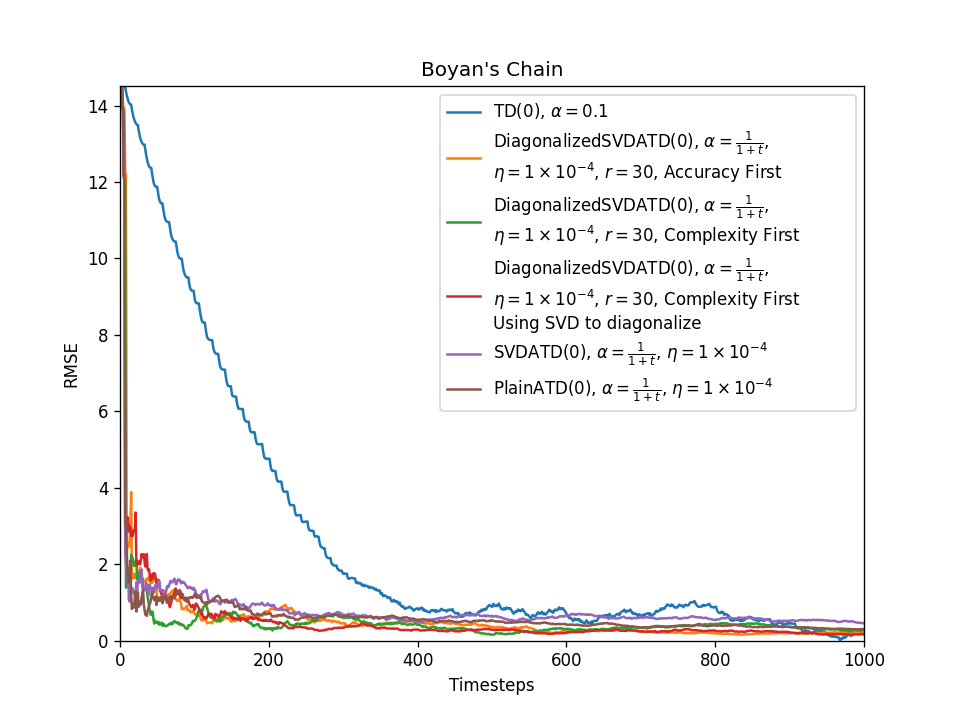 Boyan's Chain
RMSE
14
12
10
8
6
4
2
0
TD(0), α = 0.1
DiagonalizedSVDATD(0), α = 1/(1+t),
η = 1 × 10⁻⁴, r = 30, Accuracy First
DiagonalizedSVDATD(0), α = 1/(1+t),
η = 1 × 10⁻⁴, r = 30, Complexity First
DiagonalizedSVDATD(0), α = 1/(1+t),
η = 1 × 10⁻⁴, r = 30, Complexity First
Using SVD to diagonalize
SVDATD(0), α = 1/(1+t), η = 1 × 10⁻⁴
PlainATD(0), α = 1/(1+t), η = 1 × 10⁻⁴
0 200 400 600 800 1000
Timesteps